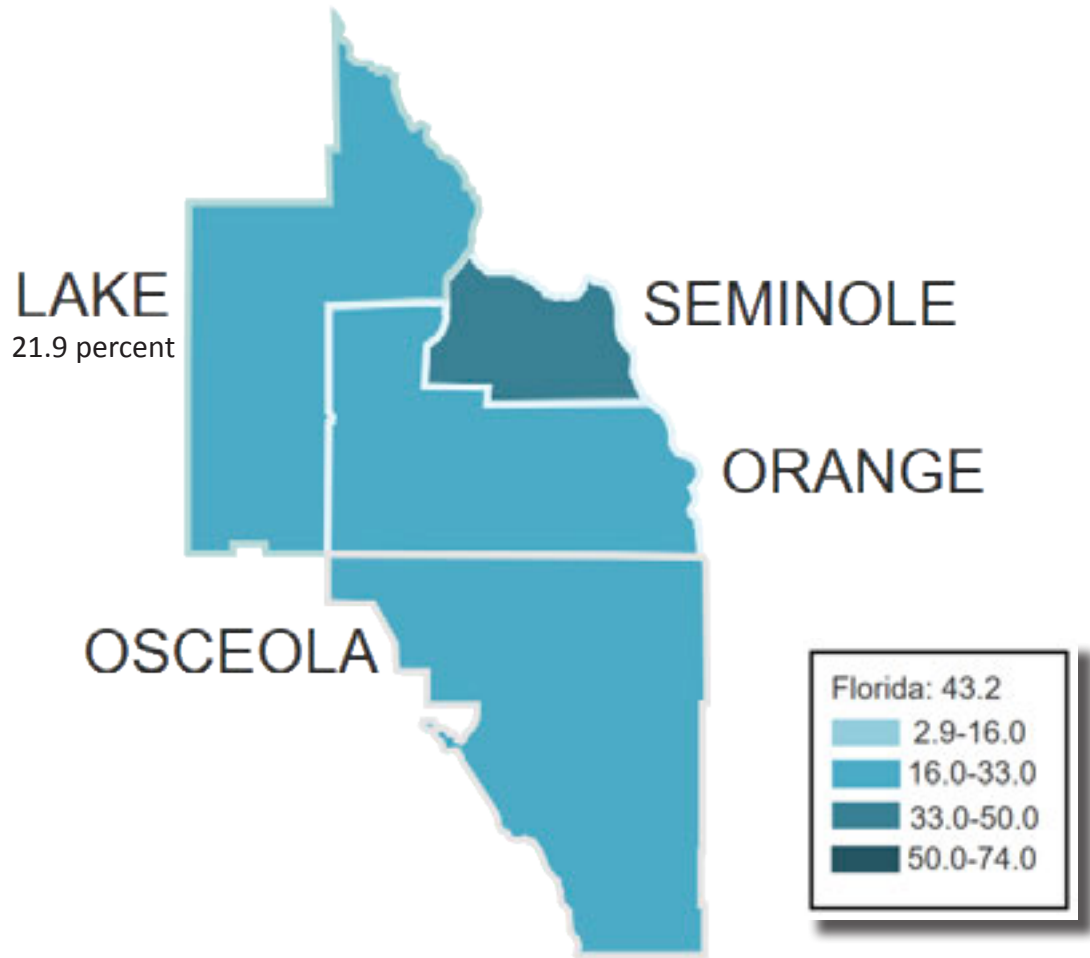 LAKE
21.9 percent
SEMINOLE
ORANGE
OSCEOLA
Florida: 43.2
2.9-16.0
16.0-33.0
33.0-50.0
50.0-74.0